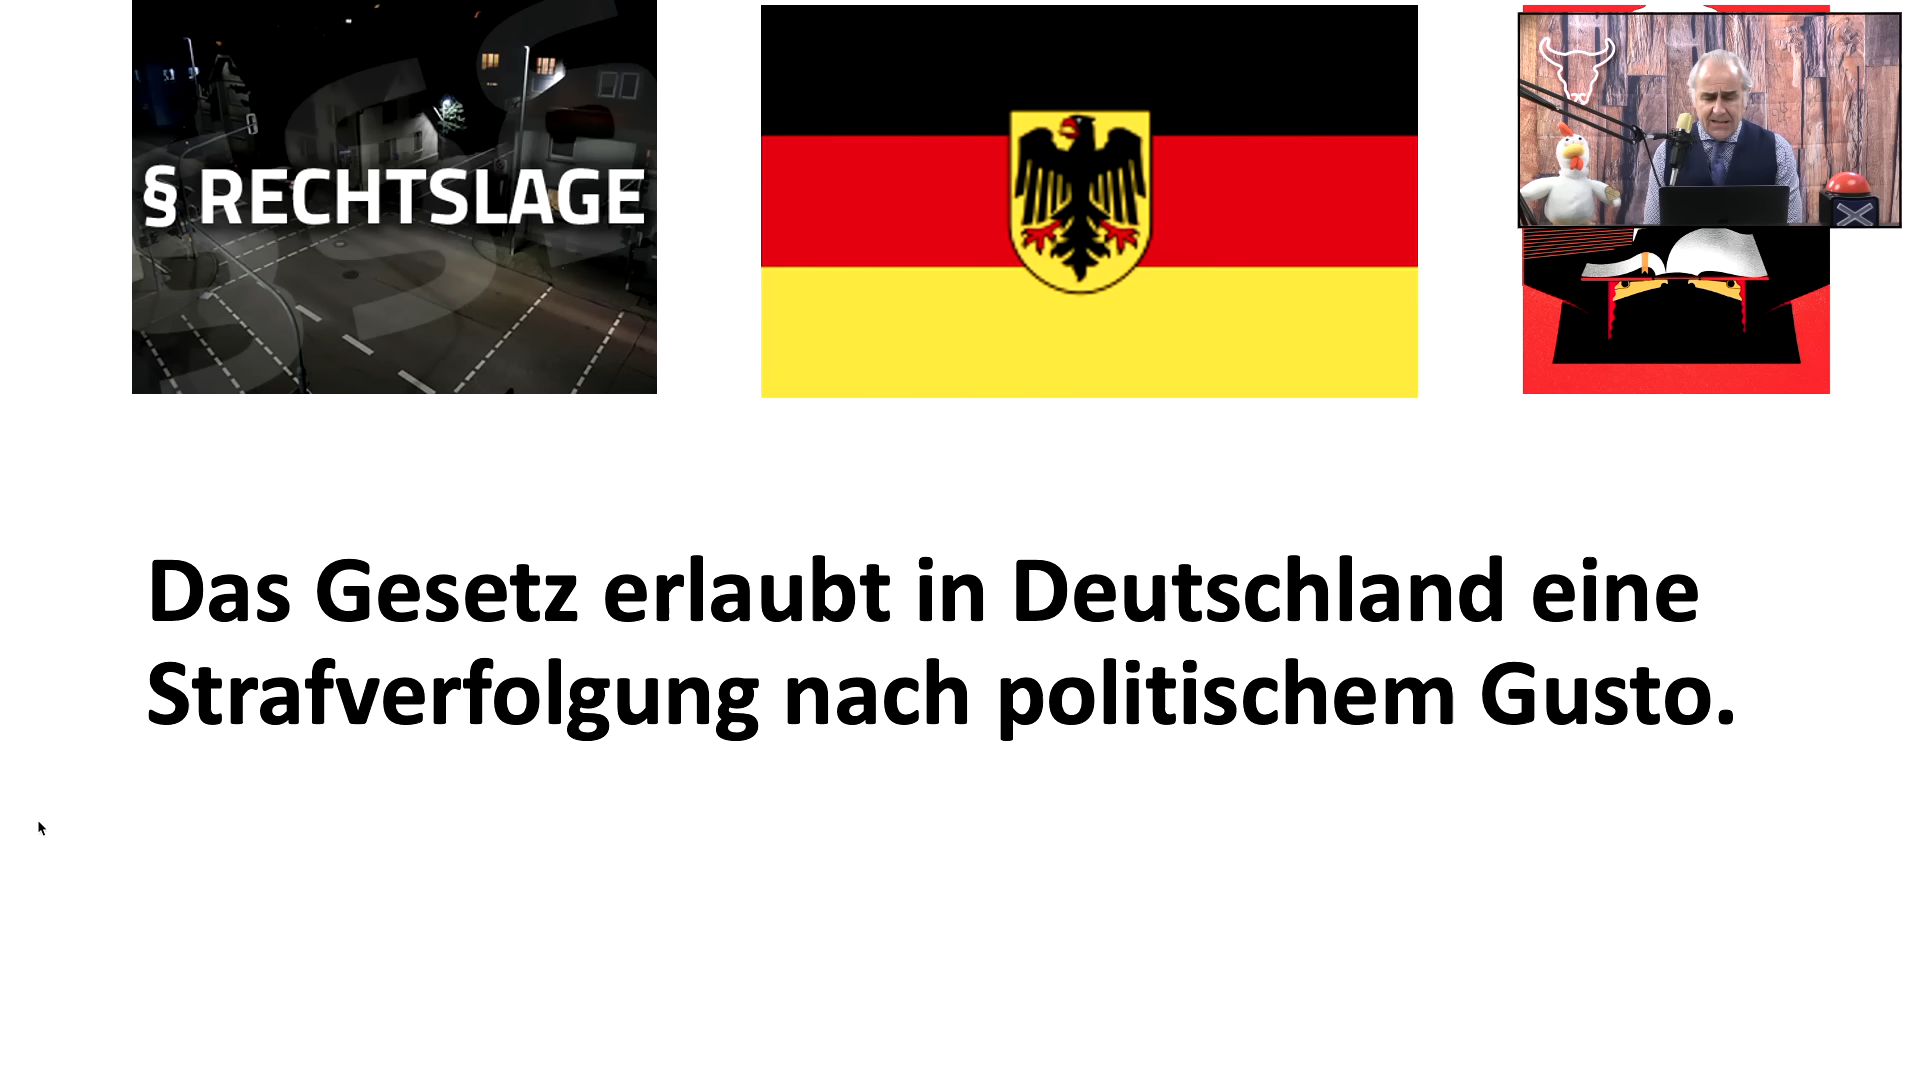 § RECHTSLAGE
Das Gesetz erlaubt in Deutschland eine
Strafverfolgung nach politischem Gusto.